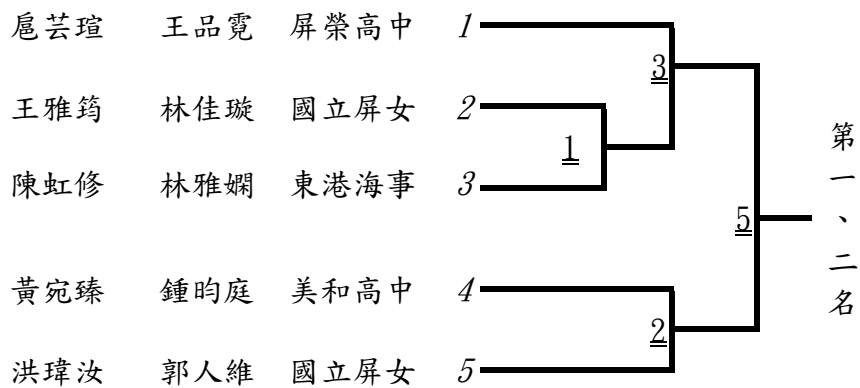 扈芸瑄 王品霓 屏榮高中 1
3
王雅筠 林佳璇 國立屏女 2
1
陳虹修 林雅嫻 東港海事 3
5
第一、二名
黃宛臻 鍾昀庭 美和高中 4
2
洪瑋汝 郭人維 國立屏女 5